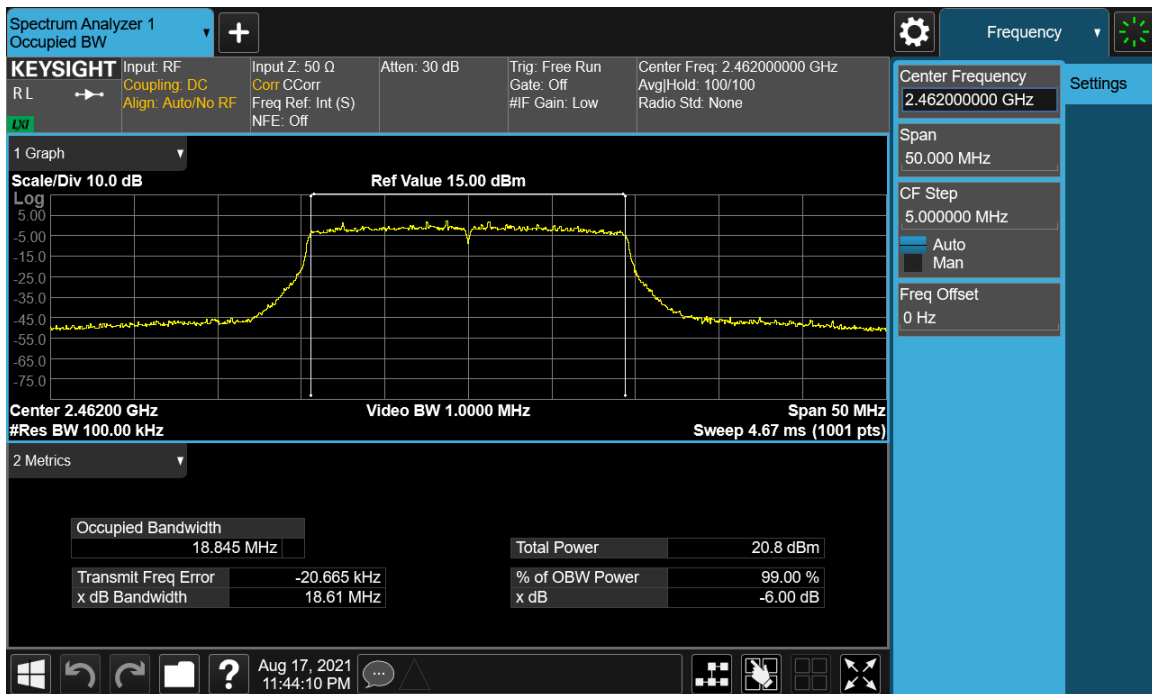 Spectrum Analyzer 1
Occupied BW
+
Frequency
KEYSIGHT
RL
LXI
Input: RF
Coupling: DC
Align: Auto/No RF
Input Z: 50 Ω
Corr CCorr
Freq Ref: Int (S)
NFE: Off
Atten: 30 dB
Trig: Free Run
Gate: Off
#IF Gain: Low
Center Freq: 2.462000000 GHz
Avg|Hold: 100/100
Radio Std: None
Center Frequency
2.462000000 GHz
Settings
Span
50.000 MHz
CF Step
5.000000 MHz
Auto
Man
Freq Offset
0 Hz
1 Graph
Scale/Div 10.0 dB
Ref Value 15.00 dBm
Log
5.00
-5.00
-15.0
-25.0
-35.0
-45.0
-55.0
-65.0
-75.0
Center 2.46200 GHz
Video BW 1.0000 MHz
Span 50 MHz
#Res BW 100.00 kHz
Sweep 4.67 ms (1001 pts)
2 Metrics
Occupied Bandwidth
18.845 MHz
Total Power 20.8 dBm
Transmit Freq Error -20.665 kHz
% of OBW Power 99.00 %
x dB Bandwidth 18.61 MHz
x dB -6.00 dB
?
Aug 17, 2021
11:44:10 PM